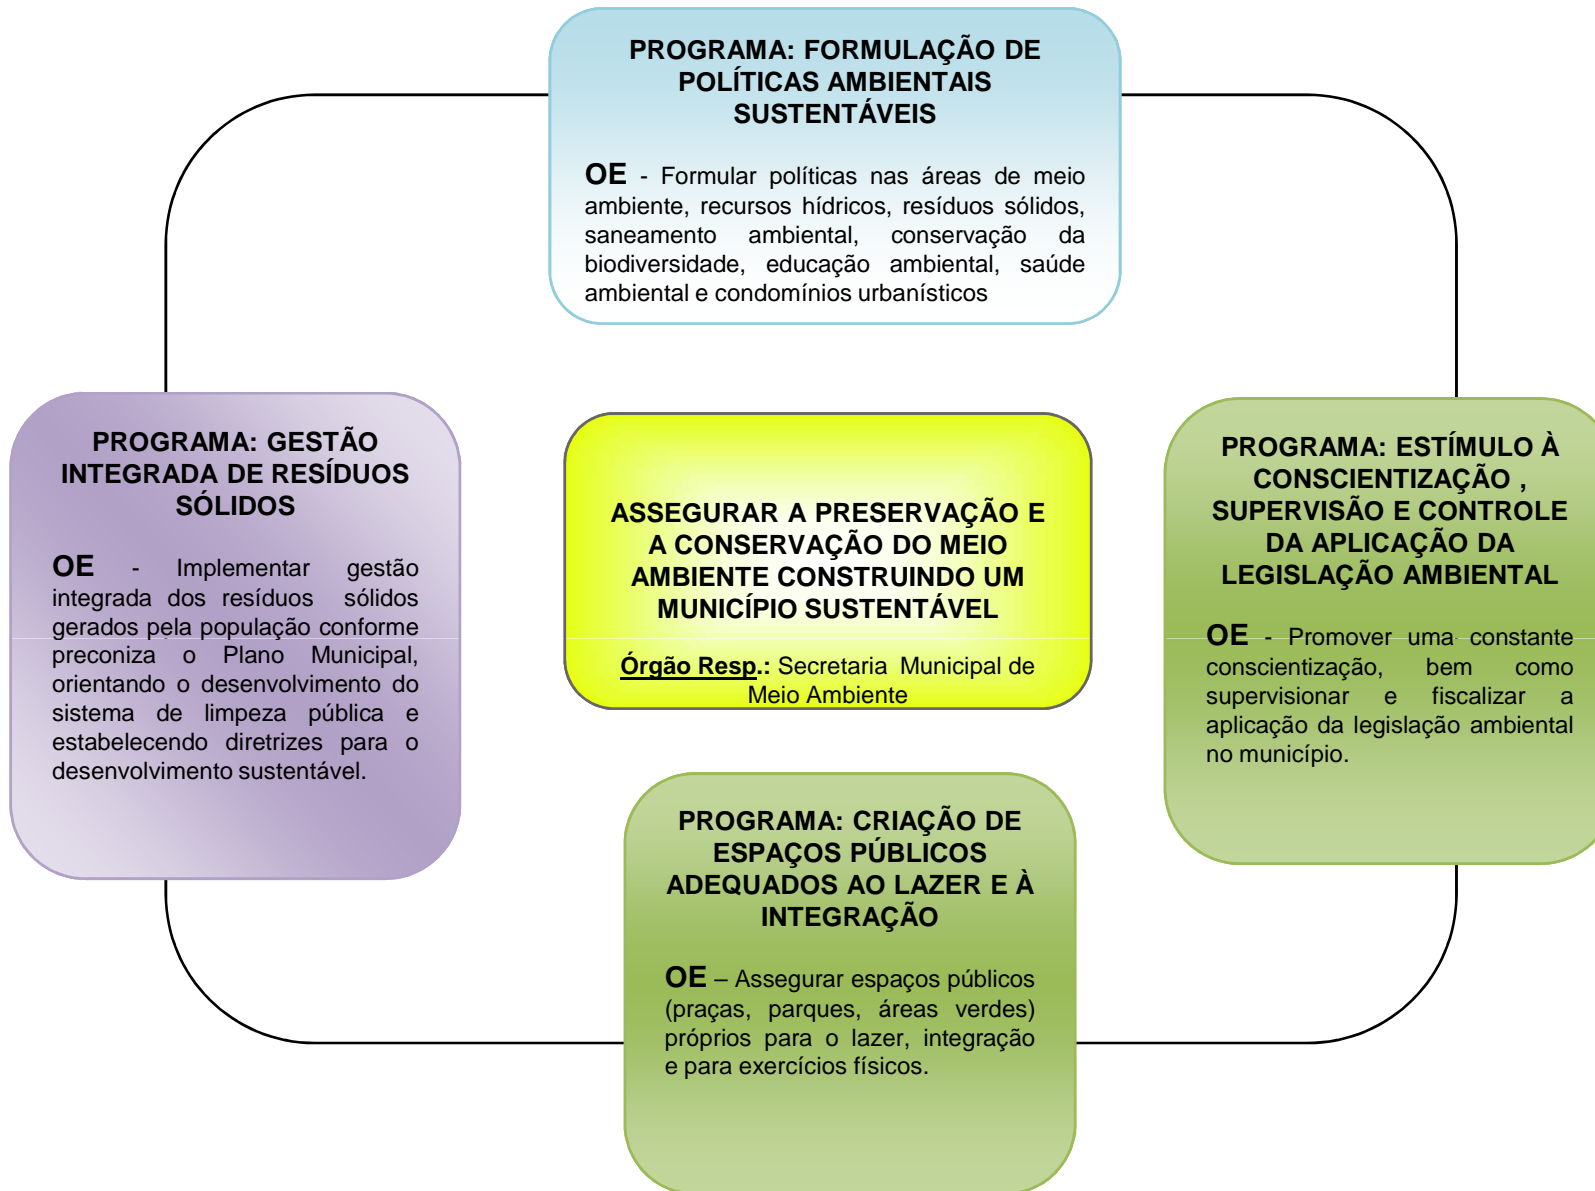 PROGRAMA: FORMULAÇÃO DE
POLÍTICAS AMBIENTAIS
SUSTENTÁVEIS
OE - Formular políticas nas áreas de meio
ambiente, recursos hídricos, resíduos sólidos,
saneamento ambiental, conservação da
biodiversidade, educação ambiental, saúde
ambiental e condomínios urbanísticos
PROGRAMA: GESTÃO
INTEGRADA DE RESÍDUOS
SÓLIDOS
OE - Implementar gestão
integrada dos resíduos sólidos
gerados pela população conforme
preconiza o Plano Municipal,
orientando o desenvolvimento do
sistema de limpeza pública e
estabelecendo diretrizes para o
desenvolvimento sustentável.
ASSEGURAR A PRESERVAÇÃO E
A CONSERVAÇÃO DO MEIO
AMBIENTE CONSTRUINDO UM
MUNICÍPIO SUSTENTÁVEL
Órgão Resp.: Secretaria Municipal de
Meio Ambiente
PROGRAMA: ESTÍMULO À
CONSCIENTIZAÇÃO ,
SUPERVISÃO E CONTROLE
DA APLICAÇÃO DA
LEGISLAÇÃO AMBIENTAL
OE - Promover uma constante
conscientização, bem como
supervisionar e fiscalizar a
aplicação da legislação ambiental
no município.
PROGRAMA: CRIAÇÃO DE
ESPAÇOS PÚBLICOS
ADEQUADOS AO LAZER E À
INTEGRAÇÃO
OE – Assegurar espaços públicos
(praças, parques, áreas verdes)
próprios para o lazer, integração
e para exercícios físicos.